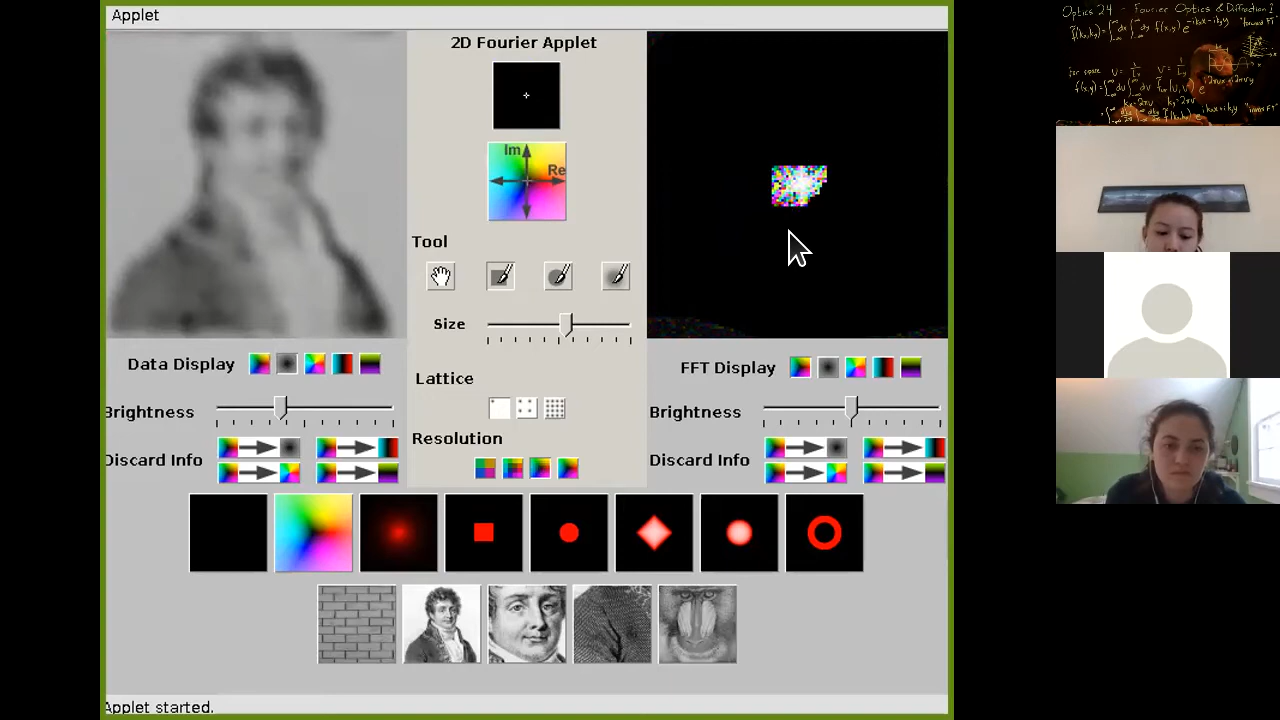 Applet
2D Fourier Applet
Im
Re
Tool
Size
Lattice
Resolution
Data Display
Brightness
Discard Info
FFT Display
Brightness
Discard Info
Applet started.
Optics 24 - Fourier Optics & Diffraction 1